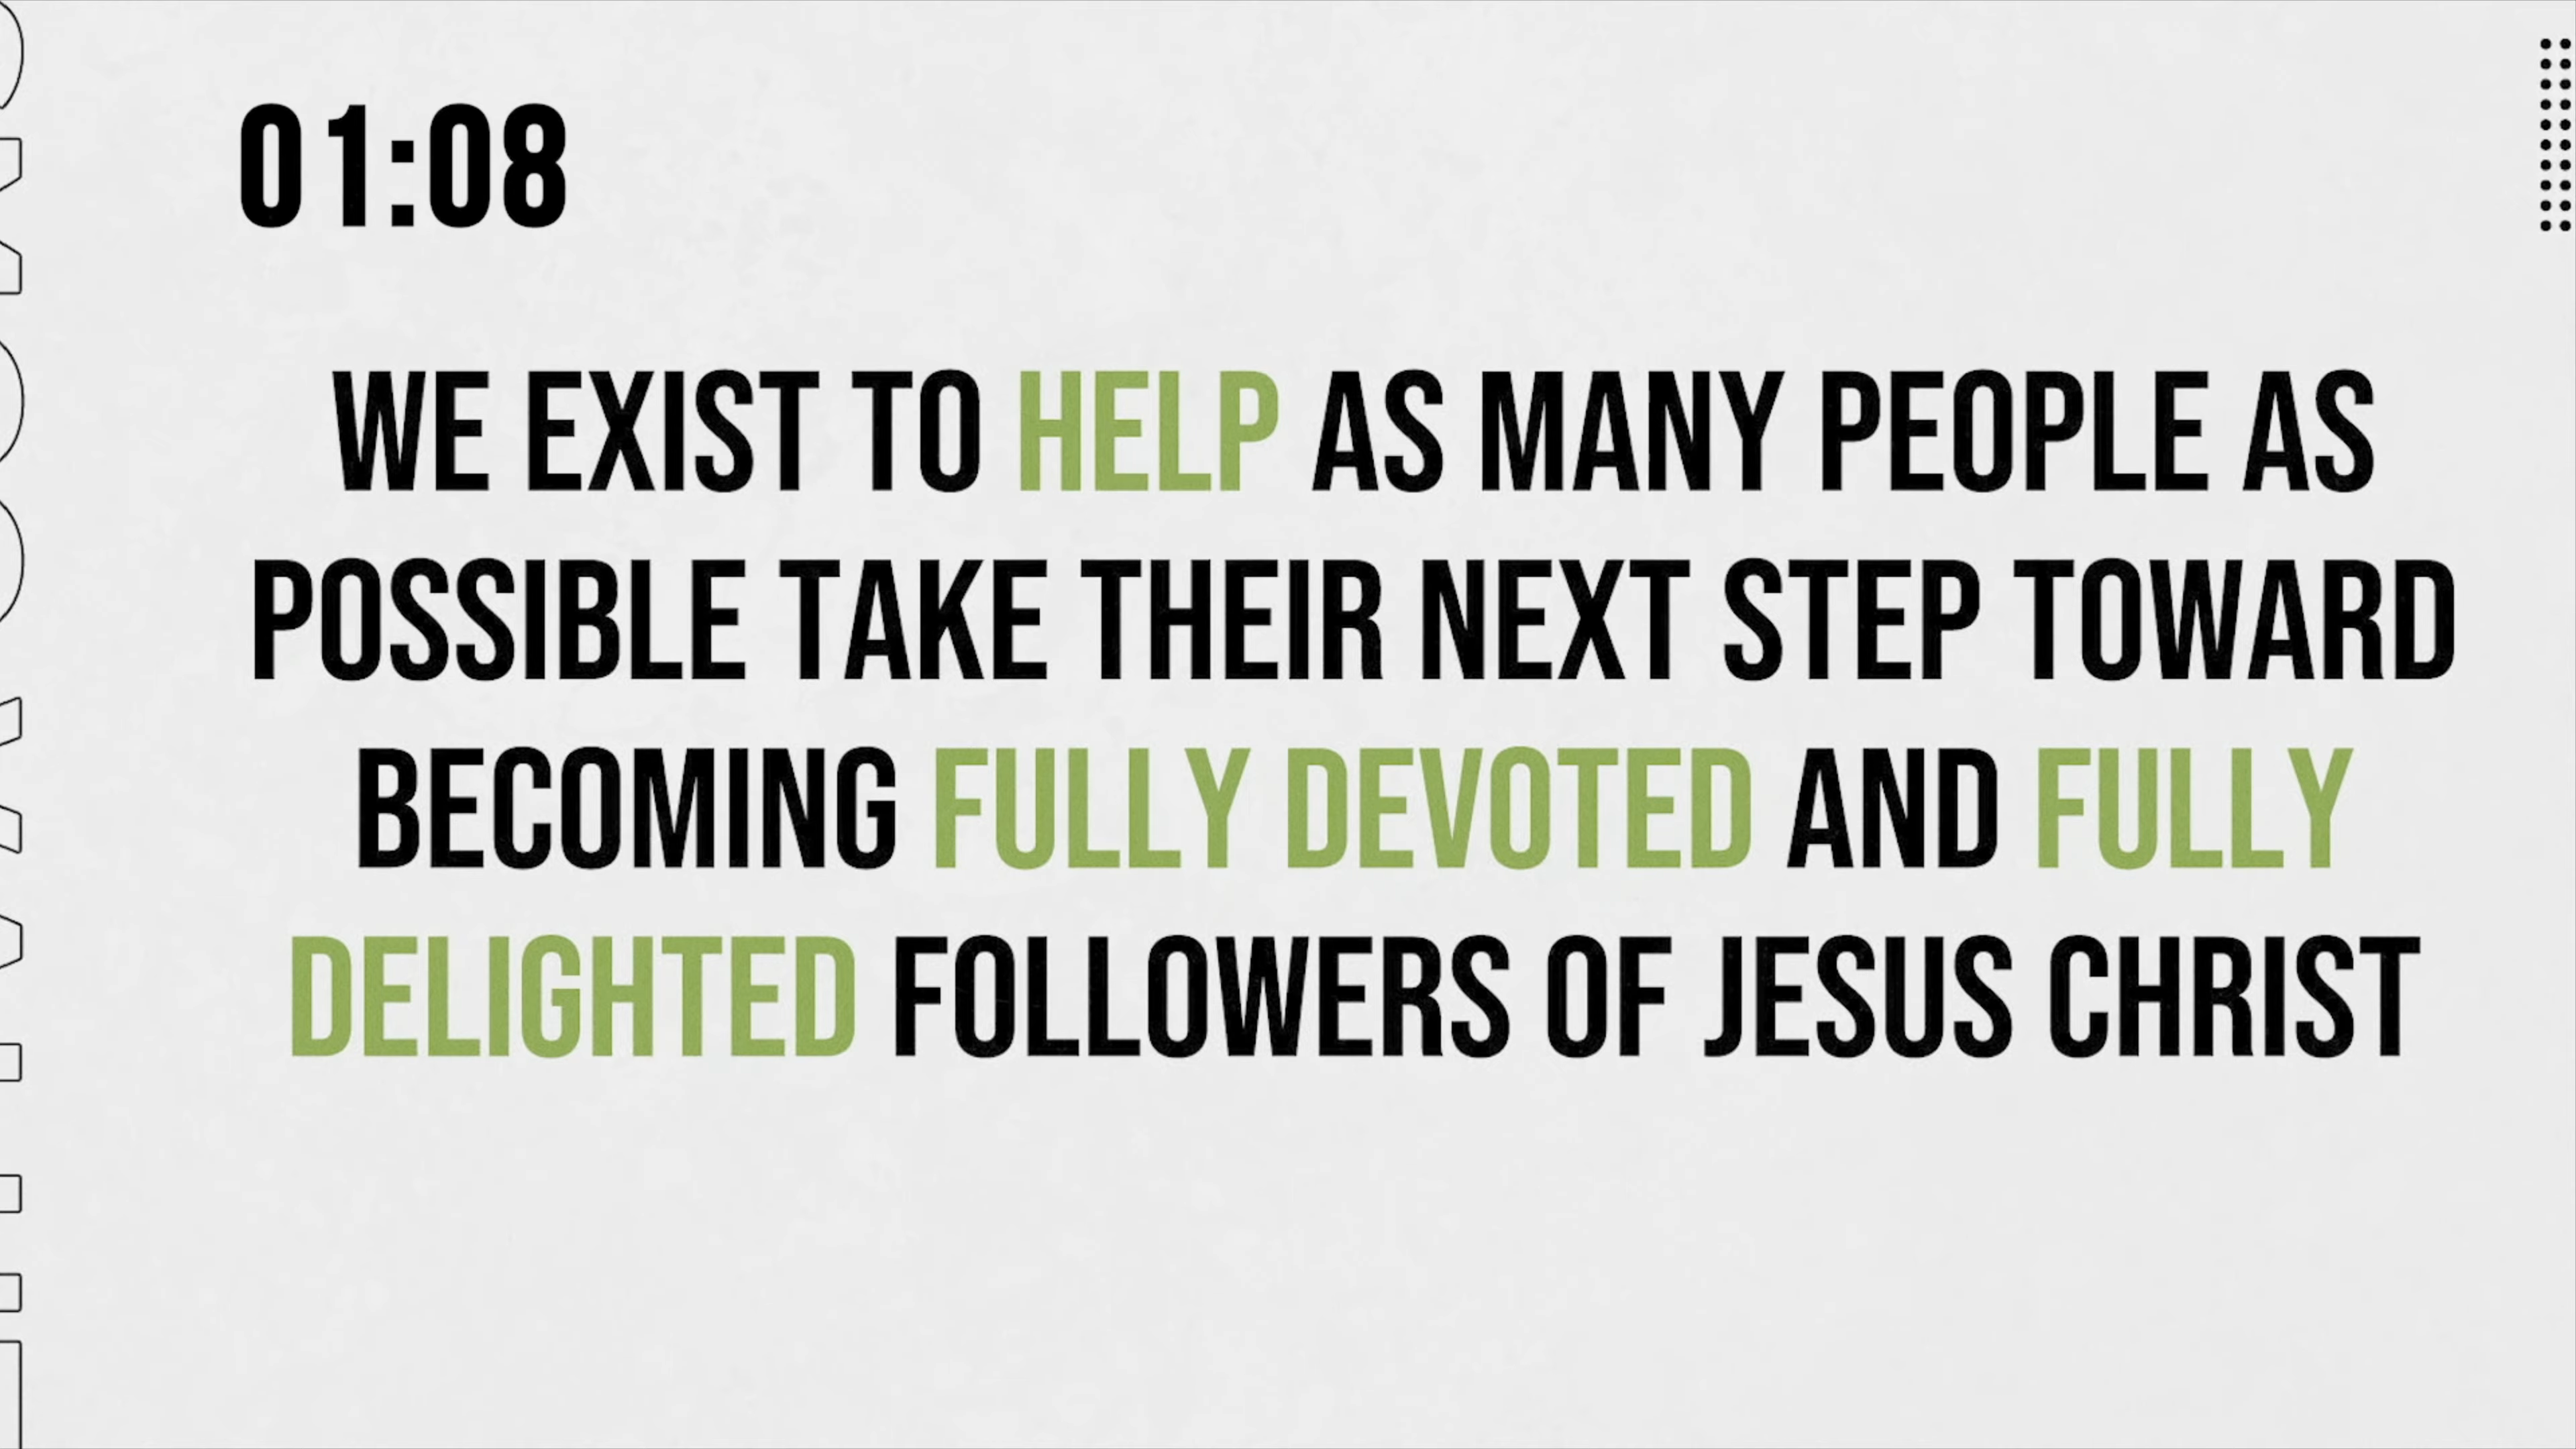 01:08
WE EXIST TO HELP AS MANY PEOPLE AS
POSSIBLE TAKE THEIR NEXT STEP TOWARD
BECOMING FULLY DEVOTED AND FULLY
DELIGHTED FOLLOWERS OF JESUS CHRIST